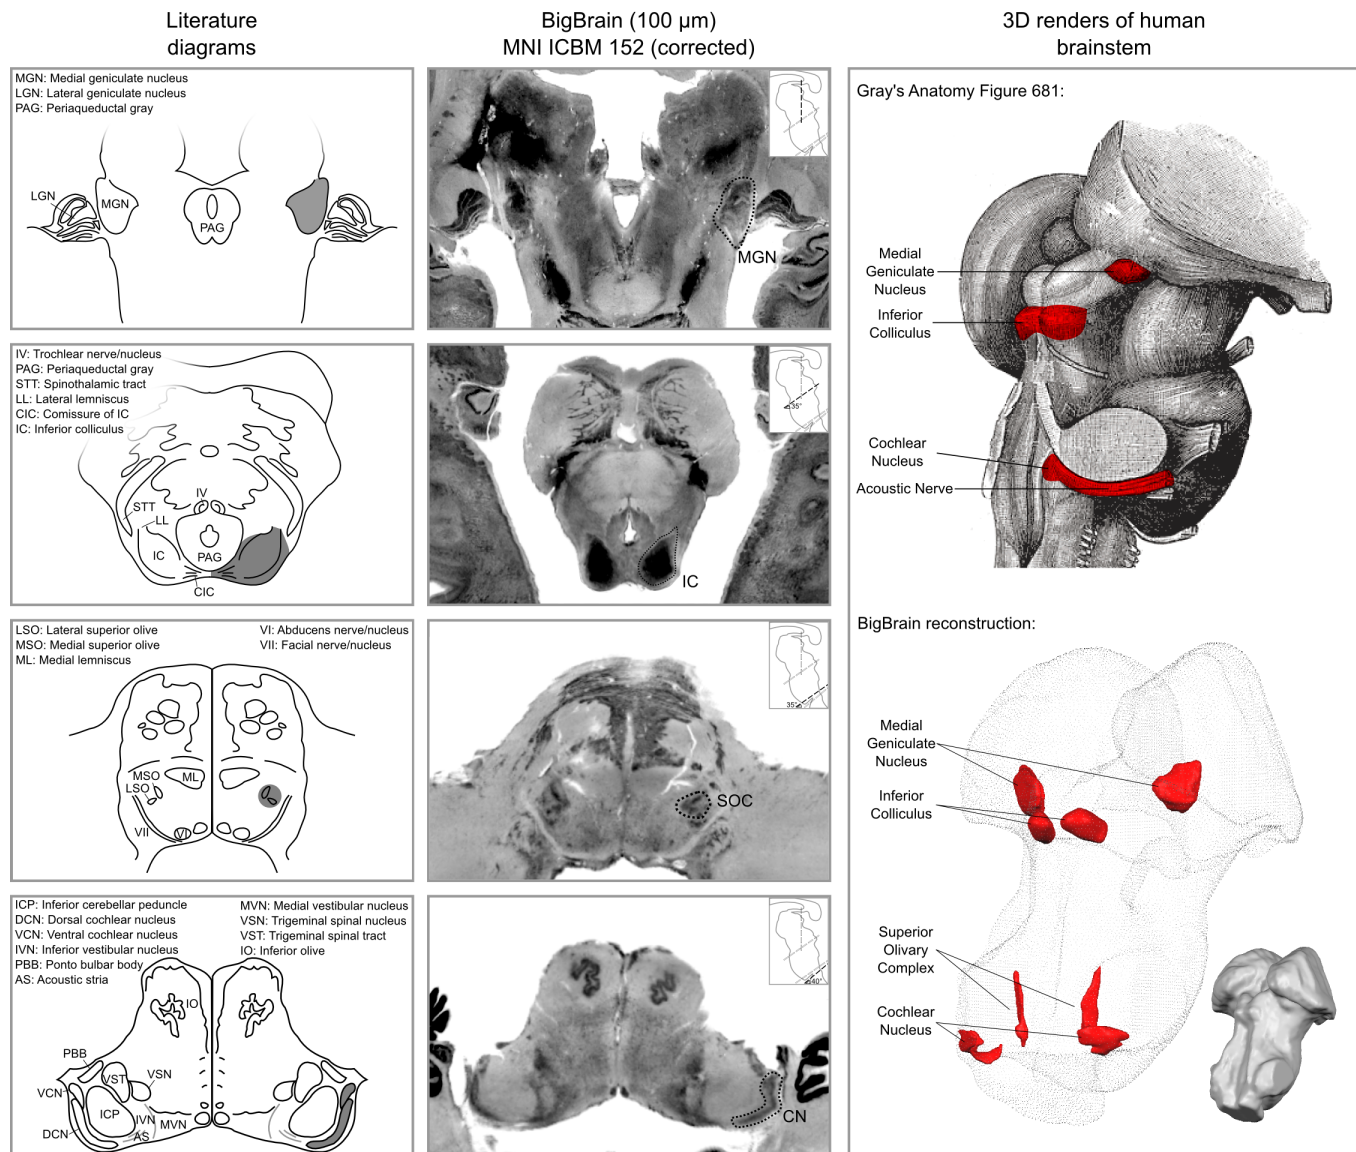 Literature
diagrams
BigBrain (100 µm)
MNI ICBM 152 (corrected)
3D renders of human
brainstem
MGN: Medial geniculate nucleus
LGN: Lateral geniculate nucleus
PAG: Periaqueductal gray
LGN
MGN
PAG
MGN
IV: Trochlear nerve/nucleus
PAG: Periaqueductal gray
STT: Spinothalamic tract
LL: Lateral lemniscus
CIC: Comissure of IC
IC: Inferior colliculus
IV
STT
LL
IC
PAG
CIC
35°
IC
LSO: Lateral superior olive
MSO: Medial superior olive
ML: Medial lemniscus
VI: Abducens nerve/nucleus
VII: Facial nerve/nucleus
MSO
ML
LSO
VII
VI
35°
SOC
ICP: Inferior cerebellar peduncle
DCN: Dorsal cochlear nucleus
VCN: Ventral cochlear nucleus
IVN: Inferior vestibular nucleus
PBB: Ponto bulbar body
AS: Acoustic stria
MVN: Medial vestibular nucleus
VSN: Trigeminal spinal nucleus
VST: Trigeminal spinal tract
IO: Inferior olive
IO
PBB
VST
VSN
VCN
ICP
IVN
MVN
DCN
AS
40°
CN
Gray's Anatomy Figure 681:
Medial
Geniculate
Nucleus
Inferior
Colliculus
Cochlear
Nucleus
Acoustic Nerve
BigBrain reconstruction:
Medial
Geniculate
Nucleus
Inferior
Colliculus
Superior
Olivary
Complex
Cochlear
Nucleus